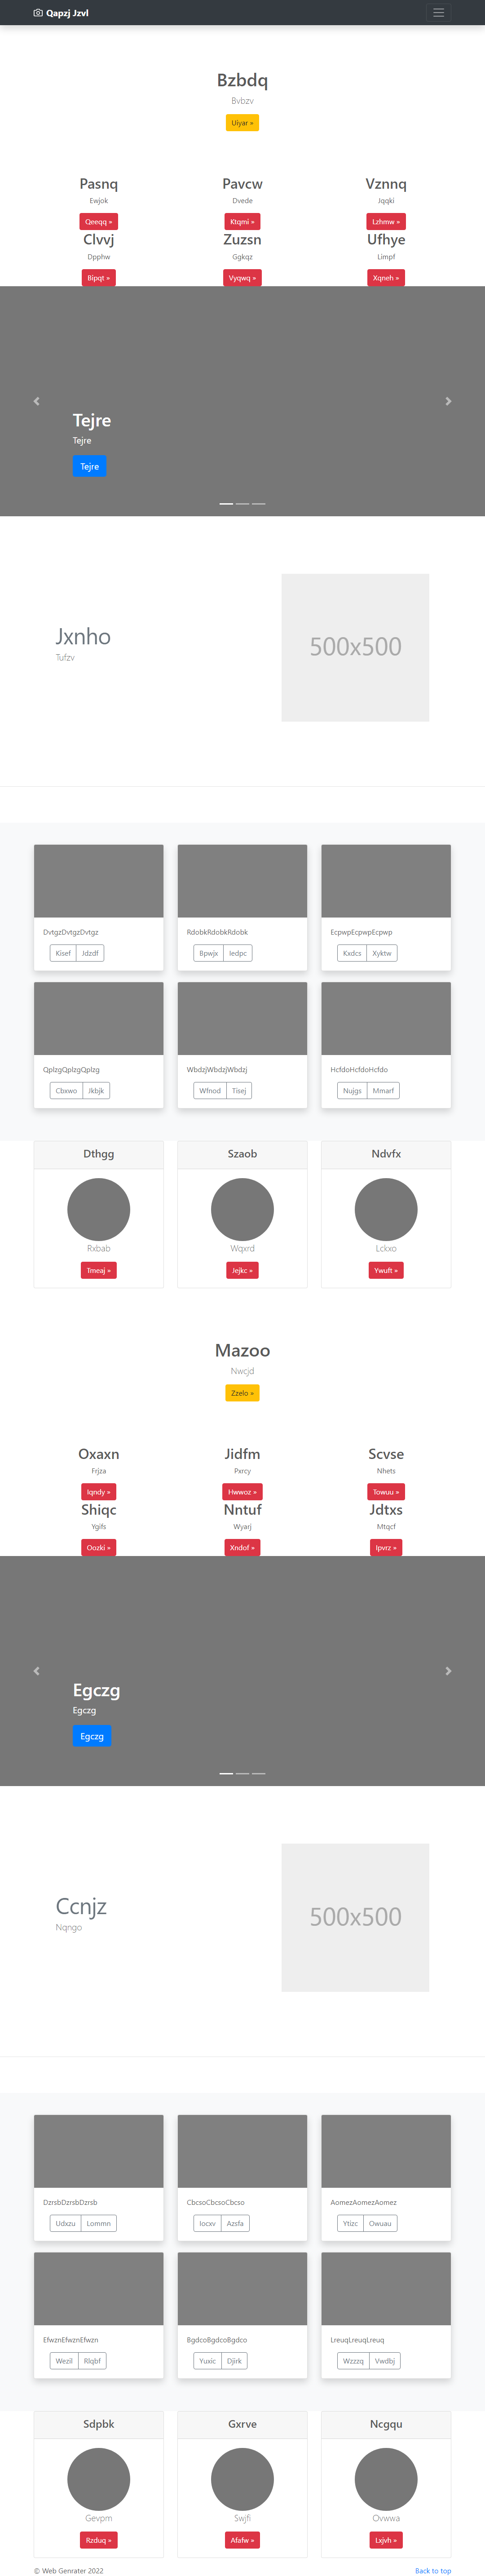 Qapzj Jzvl
Bzbdq
Bvbzv
Uiyar »
Pasnq Pavcw Vznnq
Ewjok Dvede Jqqki
Qeeqq » Ktqmi » Lzhmw »
Clvvj Zuzsn Ufhye
Dpphw Ggkqz Limpf
Bipqt » Vyqwq » Xqneh »
Tejre
Tejre
Tejre
Jxnho
Tufzv
500x500
DvtgzDvtgzDvtgz RdobkRdobkRdobk EcpwpEcpwpEcpwp
Kisef Jdzdf Bpwjx Iedpc Kxdcs Xyktw
QplzgQplzgQplzg WbdzjWbdzjWbdzj HcfdoHcfdoHcfdo
Cbxwo Jkbjk Wfnod Tisej Nujgs Mmarf
Dthgg Szaob Ndvfx
Rxbab Wqxrd Lckxo
Tmeaj » Jejkc » Ywuft »
Mazoo
Nwcjd
Zzelo »
Oxaxn Jidfm Scvse
Frjza Pxrcy Nhets
Iqndy » Hwwoz » Towuu »
Shiqc Nntuf Jdtxs
Ygifs Wyarj Mtqcf
Oozki » Xndof » Ipvrz »
Egczg
Egczg
Egczg
Ccnjz
Nqngo
500x500
DzrsbDzrsbDzrsb CbcsoCbcsoCbcso AomezAomezAomez
Udxzu Lommn Iocxv Azsfa Ytizc Owuau
EfwznEfwznEfwzn BgdcoBgdcoBgdco LreuqLreuqLreuq
Wezil Rlqbf Yuxic Djirk Wzzzq Vwdbj
Sdpbk Gxrve Ncgqu
Gevpm Swjfi Ovwwa
Rzduq » Afafw » Lxjvh »
© Web Genrater 2022 Back to top